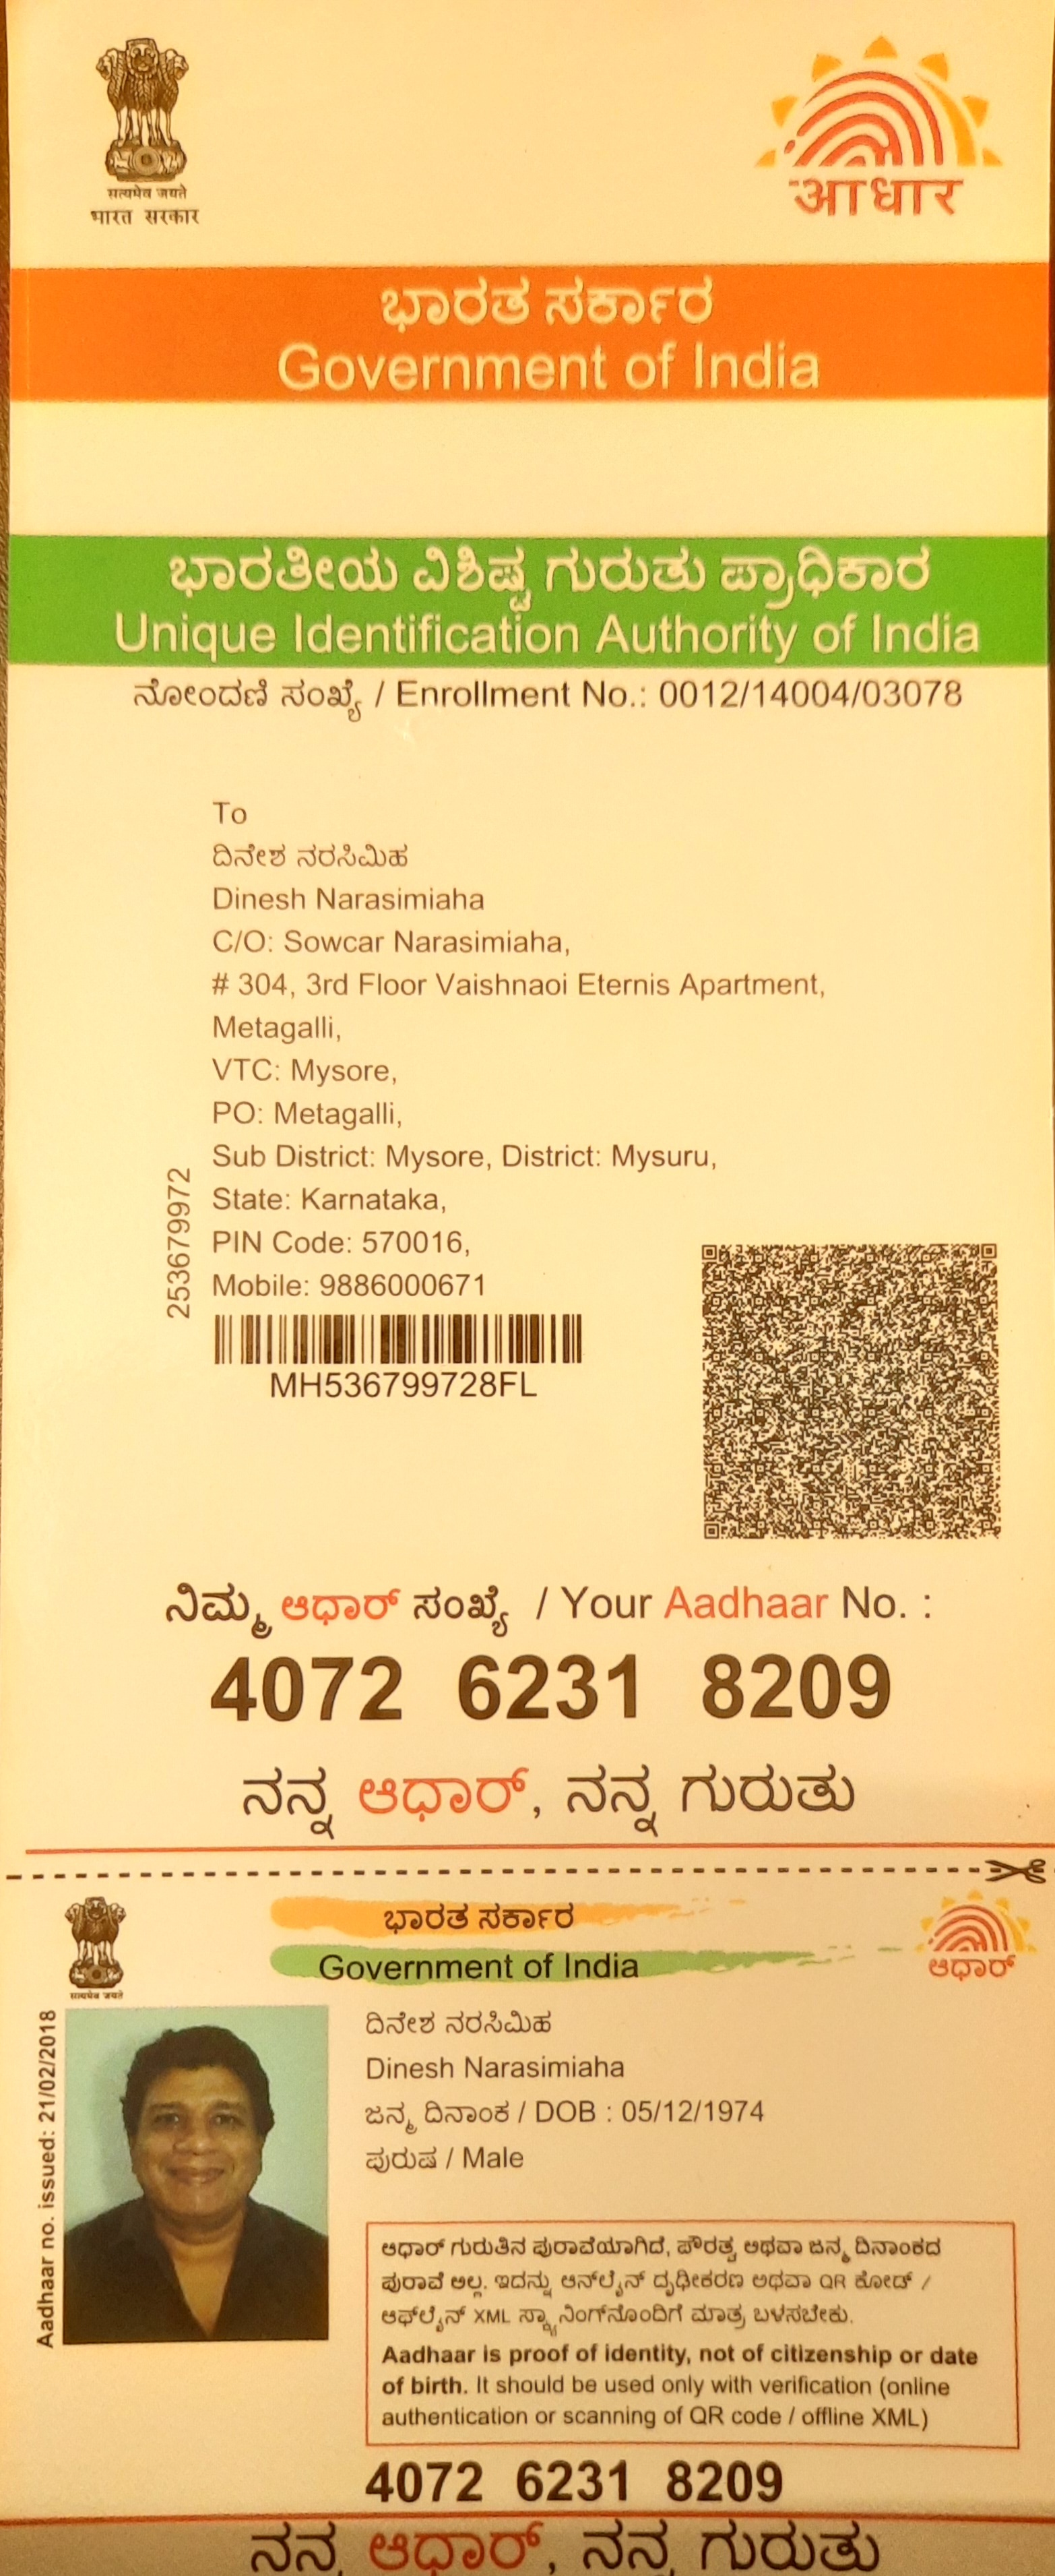 सत्यमेव जयते
भारत सरकार
आधार
ಭಾರತ ಸರ್ಕಾರ
Government of India
ಭಾರತೀಯ ವಿಶಿಷ್ಟ ಗುರುತು ಪ್ರಾಧಿಕಾರ
Unique Identification Authority of India
ನೋಂದಣಿ ಸಂಖ್ಯೆ / Enrollment No.: 0012/14004/03078
To
ದಿನೇಶ ನರಸಿಮಿಹ
Dinesh Narasimiaha
C/O: Sowcar Narasimiaha,
# 304, 3rd Floor Vaishnaoi Eternis Apartment,
Metagalli,
VTC: Mysore,
PO: Metagalli,
Sub District: Mysore, District: Mysuru,
State: Karnataka,
PIN Code: 570016,
Mobile: 9886000671
253679972
MH536799728FL
ನಿಮ್ಮ ಆಧಾರ್ ಸಂಖ್ಯೆ / Your Aadhaar No. :
4072 6231 8209
ನನ್ನ ಆಧಾರ್, ನನ್ನ ಗುರುತು
सत्यमेव जयते
ಭಾರತ ಸರ್ಕಾರ
Government of India
ಆಧಾರ್
Aadhaar no. issued: 21/02/2018
ದಿನೇಶ ನರಸಿಮಿಹ
Dinesh Narasimiaha
ಜನ್ಮ ದಿನಾಂಕ / DOB : 05/12/1974
ಪುರುಷ / Male
ಆಧಾರ್ ಗುರುತಿನ ಪುರಾವೆಯಾಗಿದೆ, ಪೌರತ್ವ ಅಥವಾ ಜನ್ಮ ದಿನಾಂಕದ
ಪುರಾವೆ ಅಲ್ಲ. ಇದನ್ನು ಆನ್‌ಲೈನ್ ದೃಢೀಕರಣ ಅಥವಾ QR ಕೋಡ್ /
ಆಫ್‌ಲೈನ್ XML ಸ್ಕ್ಯಾನಿಂಗ್‌ನೊಂದಿಗೆ ಮಾತ್ರ ಬಳಸಬೇಕು.
Aadhaar is proof of identity, not of citizenship or date
of birth. It should be used only with verification (online
authentication or scanning of QR code / offline XML)
4072 6231 8209
ನನ್ನ ಆಧಾರ್, ನನ್ನ ಗುರುತು